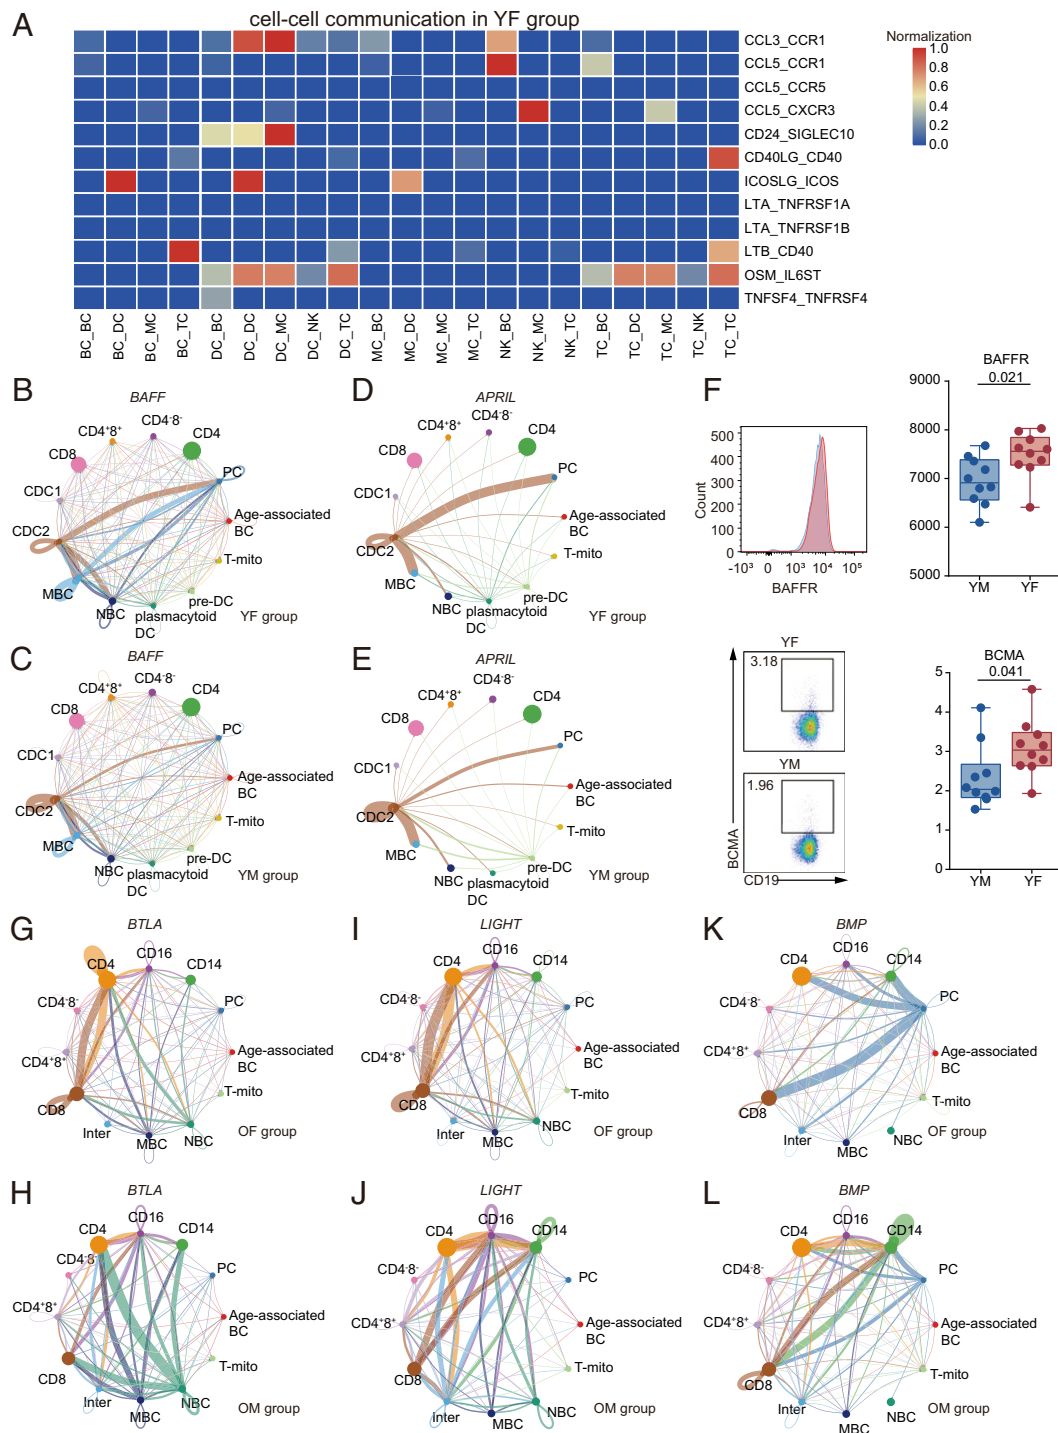 A
cell-cell communication in YF group
CCL3_CCR1
CCL5_CCR1
CCL5_CCR5
CCL5_CXCR3
CD24_SIGLEC10
CD40LG_CD40
ICOSLG_ICOS
LTA_TNFRSF1A
LTA_TNFRSF1B
LTB_CD40
OSM_IL6ST
TNFSF4_TNFRSF4
Normalization
1.0
0.8
0.6
0.4
0.2
0.0
BC_BC
BC_DC
BC_MC
BC_TC
DC_BC
DC_DC
DC_MC
DC_NK
DC_TC
MC_BC
MC_DC
MC_MC
MC_TC
NK_BC
NK_MC
NK_TC
TC_BC
TC_DC
TC_MC
TC_NK
TC_TC
B
BAFF
CD4+8+
CD4-8-
CD4
CD8
PC
CDC1
Age-associated
BC
CDC2
T-mito
MBC
pre-DC
NBC
plasmacytoid
DC
YF group
D
APRIL
CD4+8+
CD4-8-
CD4
CD8
PC
CDC1
Age-associated
BC
CDC2
T-mito
MBC
pre-DC
NBC
plasmacytoid
DC
YF group
F
500
400
300
200
100
0
Count
-10³ 0 10³ 10⁴ 10⁵
BAFFR
BAFFR
0.021
9000
8000
7000
6000
5000
YM YF
C
BAFF
CD4+8+
CD4-8-
CD4
CD8
PC
CDC1
Age-associated
BC
CDC2
T-mito
MBC
pre-DC
NBC
plasmacytoid
DC
YM group
E
APRIL
CD4+8+
CD4-8-
CD4
CD8
PC
CDC1
Age-associated
BC
CDC2
T-mito
MBC
pre-DC
NBC
plasmacytoid
DC
YM group
YF
3.18
YM
1.96
BCMA
CD19
BCMA
0.041
5
4
3
2
1
0
YM YF
G
BTLA
CD4
CD16
CD14
CD4-8-
PC
CD4+8+
Age-associated
BC
T-mito
CD8
Inter
MBC
NBC
OF group
I
LIGHT
CD4
CD16
CD14
CD4-8-
PC
CD4+8+
Age-associated
BC
T-mito
CD8
Inter
MBC
NBC
OF group
K
BMP
CD4
CD16
CD14
CD4-8-
PC
CD4+8+
Age-associated
BC
T-mito
CD8
Inter
MBC
NBC
OF group
H
BTLA
CD4
CD16
CD14
CD4-8-
PC
CD4+8+
Age-associated
BC
T-mito
CD8
Inter
MBC
NBC
OM group
J
LIGHT
CD4
CD16
CD14
CD4-8-
PC
CD4+8+
Age-associated
BC
T-mito
CD8
Inter
MBC
NBC
OM group
L
BMP
CD4
CD16
CD14
CD4-8-
PC
CD4+8+
Age-associated
BC
T-mito
CD8
Inter
MBC
NBC
OM group